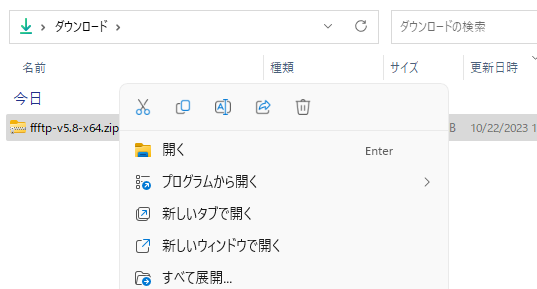 ダウンロード
ダウンロードの検索
名前 種類 サイズ 更新日時
今日
ffftp-v5.8-x64.zip B 10/22/2023 1
開く Enter
プログラムから開く
新しいタブで開く
新しいウィンドウで開く
すべて展開...